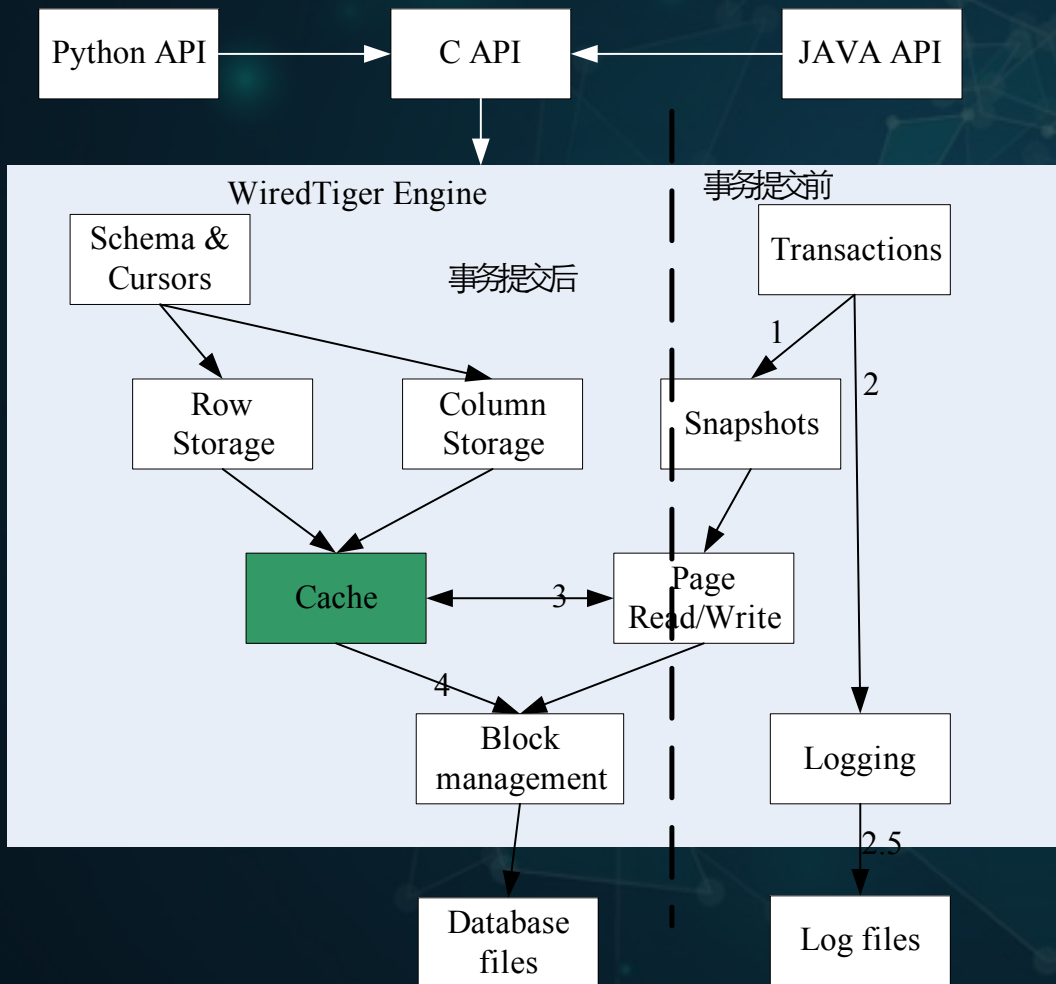 Python API
C API
JAVA API
WiredTiger Engine
事务提交前
Schema &
Cursors
事务提交后
Transactions
1
2
Row
Storage
Column
Storage
Snapshots
Cache
3
Page
Read/Write
4
Block
management
Logging
2.5
Database
files
Log files